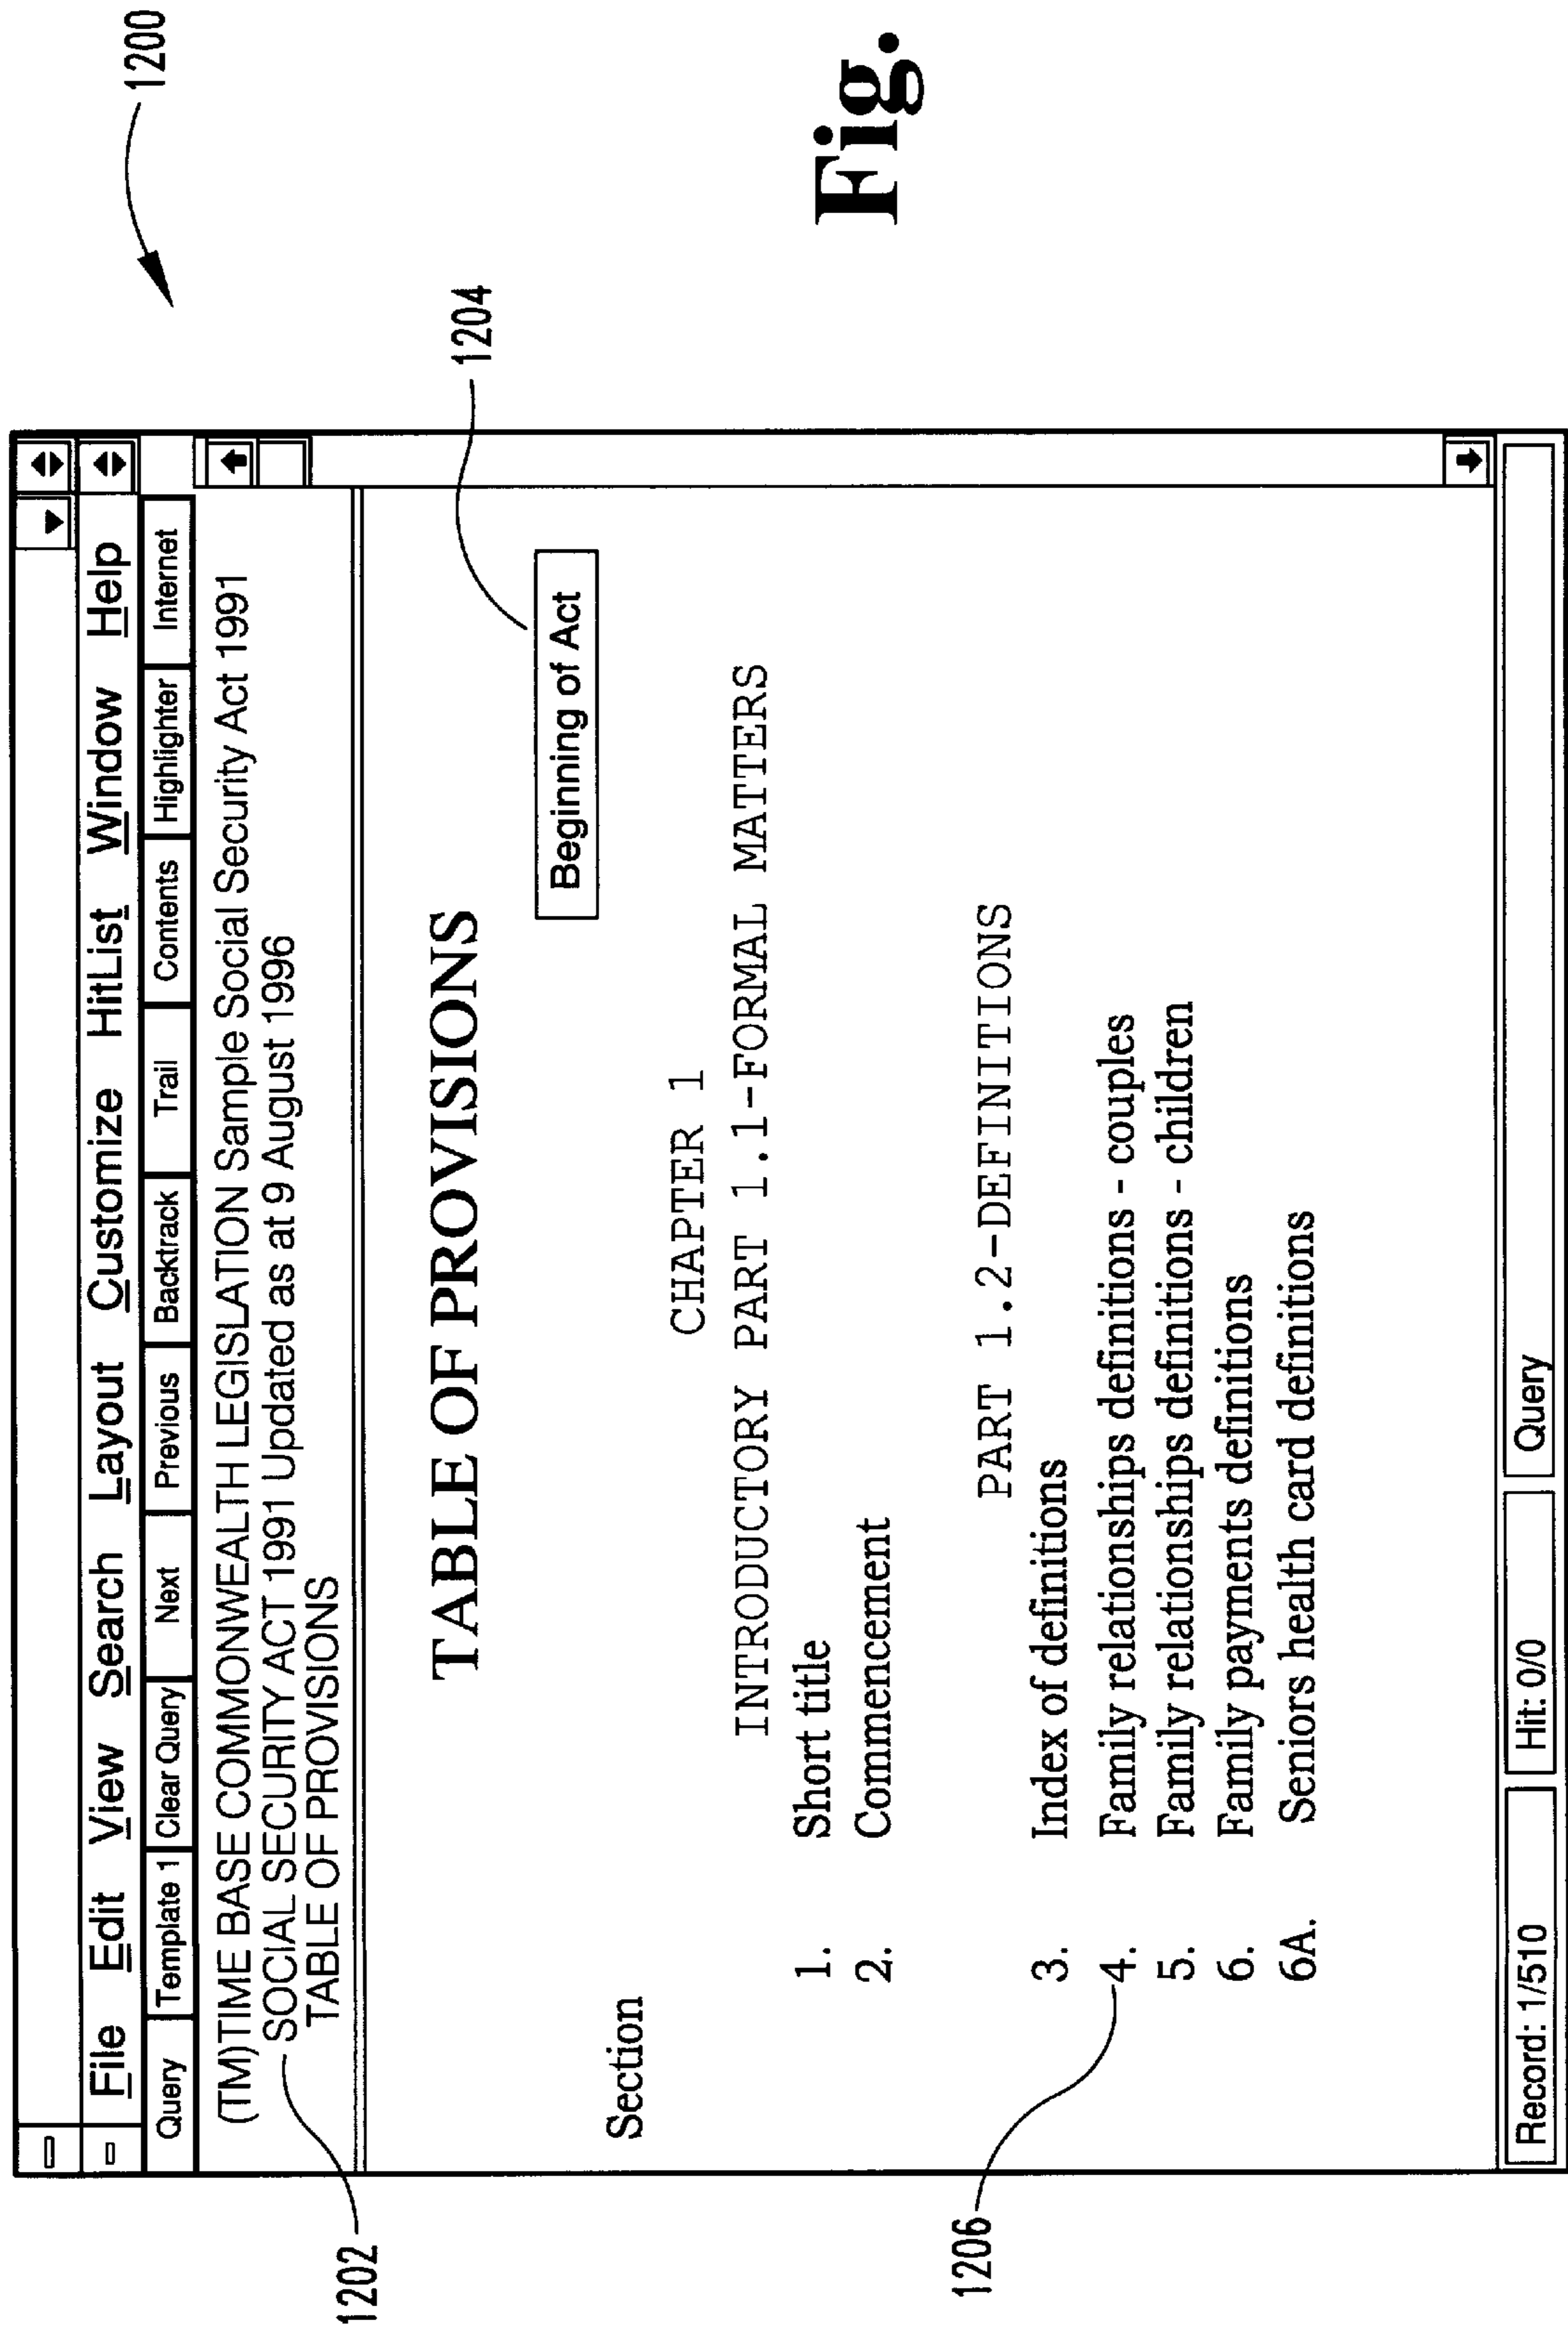 1200
File Edit View Search Layout Customize HitList Window Help
Query Template 1 Clear Query Next Previous Backtrack Trail Contents Highlighter Internet
(TM)TIME BASE COMMONWEALTH LEGISLATION Sample Social Security Act 1991
SOCIAL SECURITY ACT 1991 Updated as at 9 August 1996
TABLE OF PROVISIONS
1202
TABLE OF PROVISIONS
1204
Beginning of Act
Section
CHAPTER 1
INTRODUCTORY PART 1.1-FORMAL MATTERS
1. Short title
2. Commencement
PART 1.2-DEFINITIONS
3. Index of definitions
4. Family relationships definitions - couples
5. Family relationships definitions - children
6. Family payments definitions
6A. Seniors health card definitions
1206
Record: 1/510 Hit: 0/0 Query
Fig.